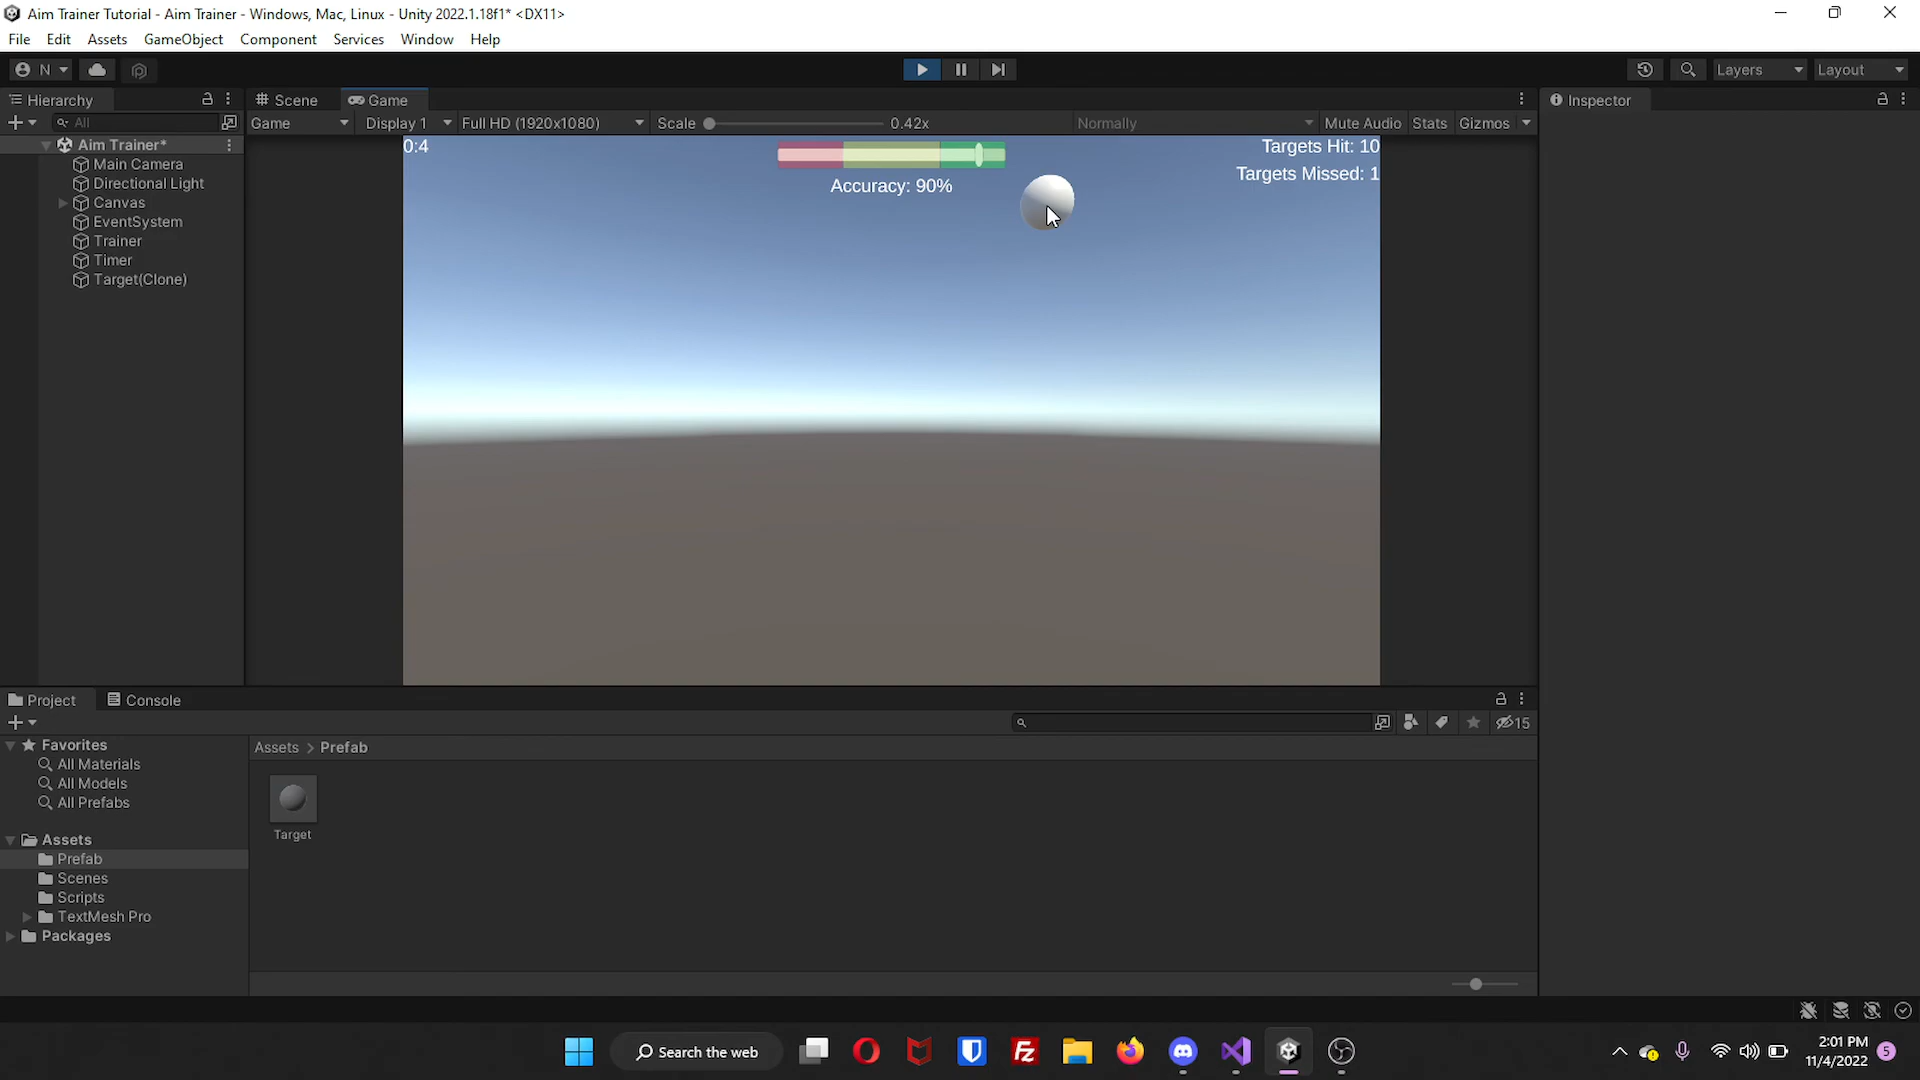 Aim Trainer Tutorial - Aim Trainer - Windows, Mac, Linux - Unity 2022.1.18f1* <DX11>
File Edit Assets GameObject Component Services Window Help
N Layers Layout
Hierarchy Scene Game Inspector
All Game Display 1 Full HD (1920x1080) Scale 0.42x Normally Mute Audio Stats Gizmos
Aim Trainer*
Main Camera
Directional Light
Canvas
EventSystem
Trainer
Timer
Target(Clone)
0:4
Accuracy: 90%
Targets Hit: 10
Targets Missed: 1
Project Console
15
Favorites
All Materials
All Models
All Prefabs
Assets
Prefab
Scenes
Scripts
TextMesh Pro
Packages
Assets > Prefab
Target
Search the web
Fz
2:01 PM
11/4/2022
5